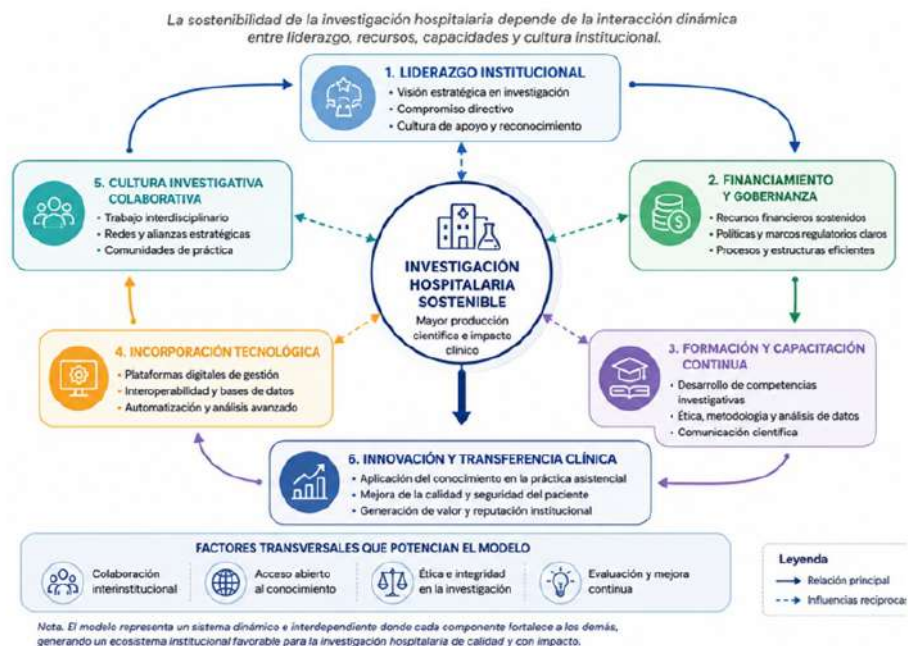 La sostenibilidad de la investigación hospitalaria depende de la interacción dinámica
entre liderazgo, recursos, capacidades y cultura institucional.
1. LIDERAZGO INSTITUCIONAL
• Visión estratégica en investigación
• Compromiso directivo
• Cultura de apoyo y reconocimiento
5. CULTURA INVESTIGATIVA
COLABORATIVA
• Trabajo interdisciplinario
• Redes y alianzas estratégicas
• Comunidades de práctica
2. FINANCIAMIENTO
Y GOBERNANZA
• Recursos financieros sostenidos
• Políticas y marcos regulatorios claros
• Procesos y estructuras eficientes
INVESTIGACIÓN
HOSPITALARIA
SOSTENIBLE
Mayor producción
científica e impacto
clínico
4. INCORPORACIÓN TECNOLÓGICA
• Plataformas digitales de gestión
• Interoperabilidad y bases de datos
• Automatización y análisis avanzado
3. FORMACIÓN Y CAPACITACIÓN
CONTINUA
• Desarrollo de competencias
investigativas
• Ética, metodología y análisis de datos
• Comunicación científica
6. INNOVACIÓN Y TRANSFERENCIA CLÍNICA
• Aplicación del conocimiento en la práctica asistencial
• Mejora de la calidad y seguridad del paciente
• Generación de valor y reputación institucional
FACTORES TRANSVERSALES QUE POTENCIAN EL MODELO
Colaboración
interinstitucional
Acceso abierto
al conocimiento
Ética e integridad
en la investigación
Evaluación y mejora
continua
Leyenda
Relación principal
Influencias recíprocas
Nota. El modelo representa un sistema dinámico e interdependiente donde cada componente fortalece a los demás,
generando un ecosistema institucional favorable para la investigación hospitalaria de calidad y con impacto.